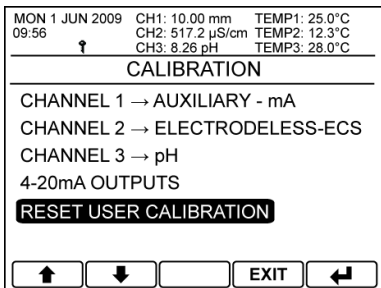 MON 1 JUN 2009 CH1: 10.00 mm TEMP1: 25.0°C
09:56 CH2: 517.2 µS/cm TEMP2: 12.3°C
CH3: 8.26 pH TEMP3: 28.0°C
CALIBRATION
CHANNEL 1 → AUXILIARY - mA
CHANNEL 2 → ELECTRODELESS-ECS
CHANNEL 3 → pH
4-20mA OUTPUTS
RESET USER CALIBRATION
EXIT